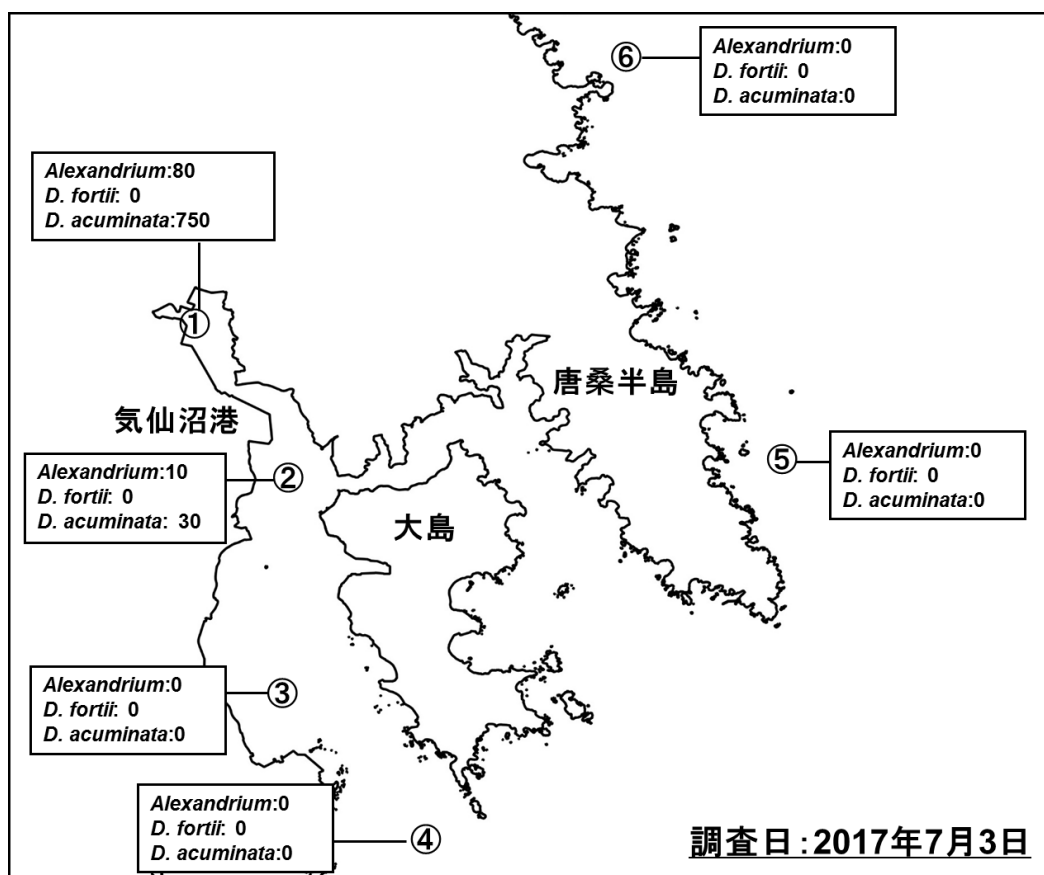 ⑥
Alexandrium:0
D. fortii: 0
D. acuminata:0
Alexandrium:80
D. fortii: 0
D. acuminata:750
①
唐桑半島
気仙沼港
Alexandrium:10
D. fortii: 0
D. acuminata: 30
②
大島
⑤
Alexandrium:0
D. fortii: 0
D. acuminata:0
Alexandrium:0
D. fortii: 0
D. acuminata:0
③
Alexandrium:0
D. fortii: 0
D. acuminata:0
④
調査日:2017年7月3日